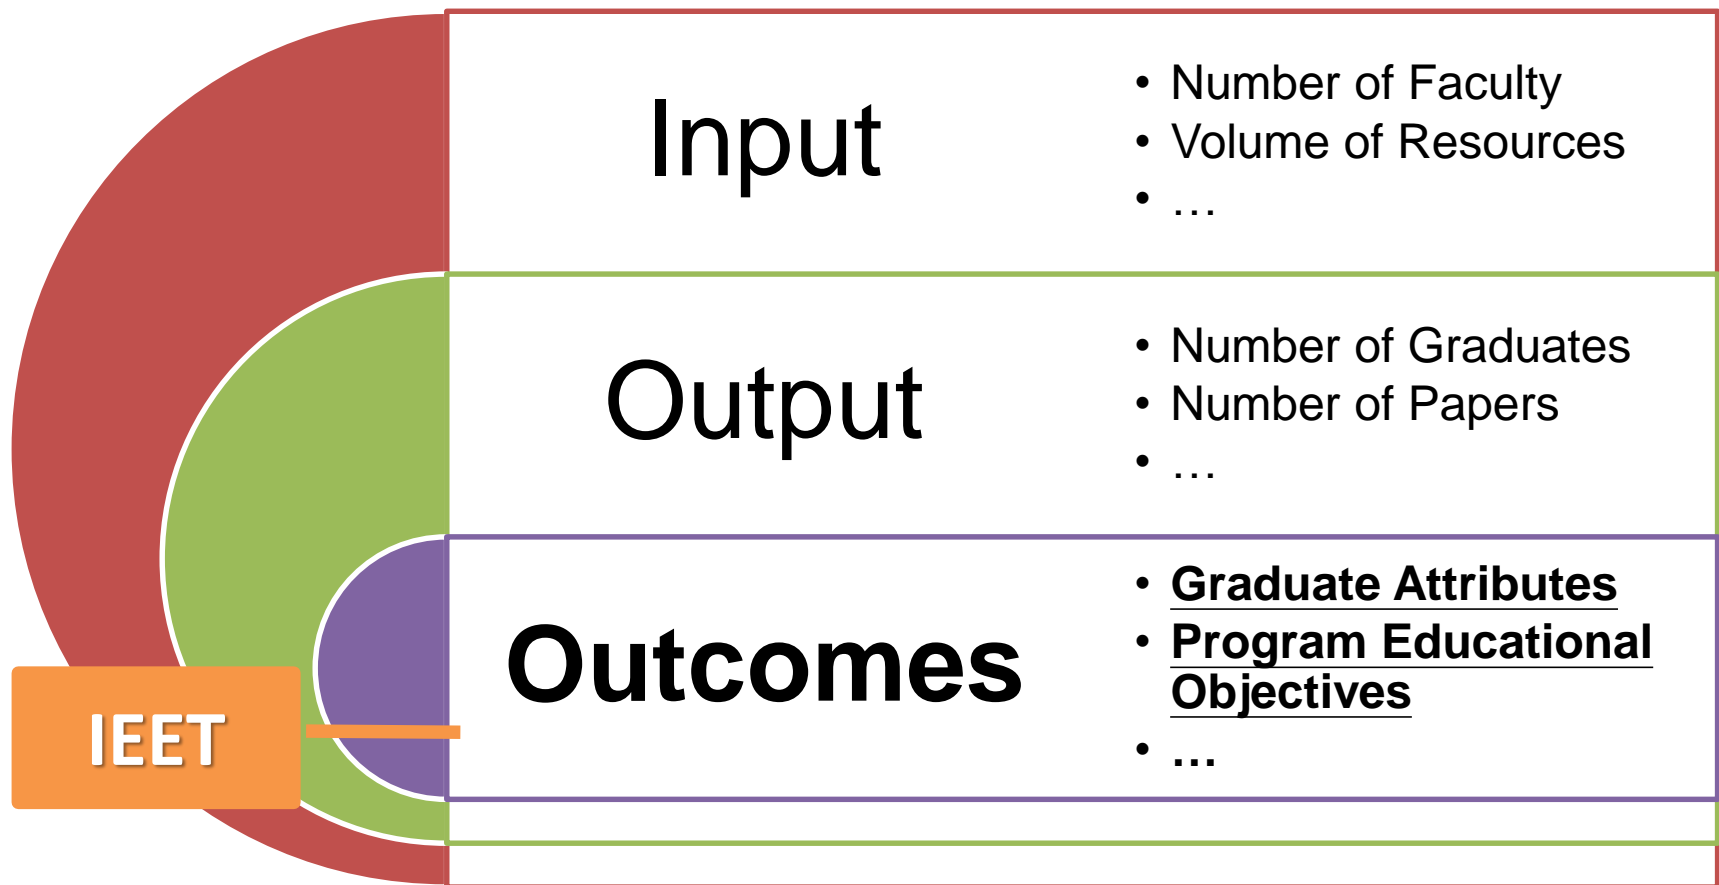 Input
• Number of Faculty
• Volume of Resources
• …
Output
• Number of Graduates
• Number of Papers
• …
Outcomes
• Graduate Attributes
• Program Educational
Objectives
• …
IEET